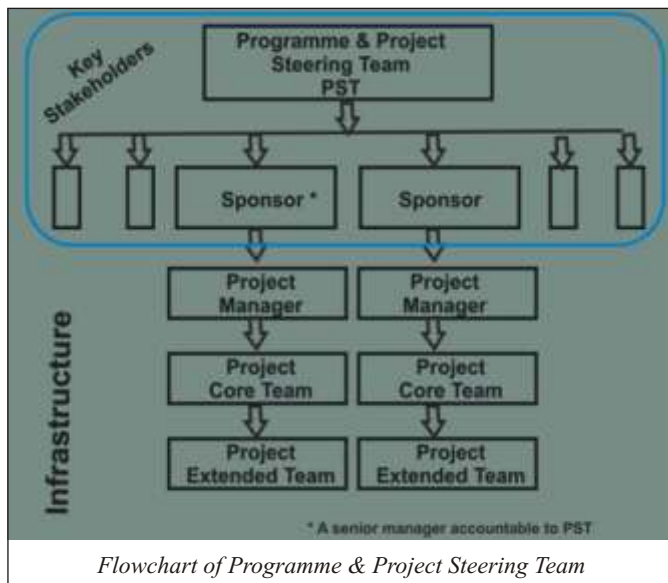 Key
Stakeholders
Programme & Project
Steering Team
PST
Sponsor *
Sponsor
Project
Manager
Project
Manager
Project
Core Team
Project
Core Team
Project
Extended Team
Project
Extended Team
Infrastructure
* A senior manager accountable to PST
Flowchart of Programme & Project Steering Team